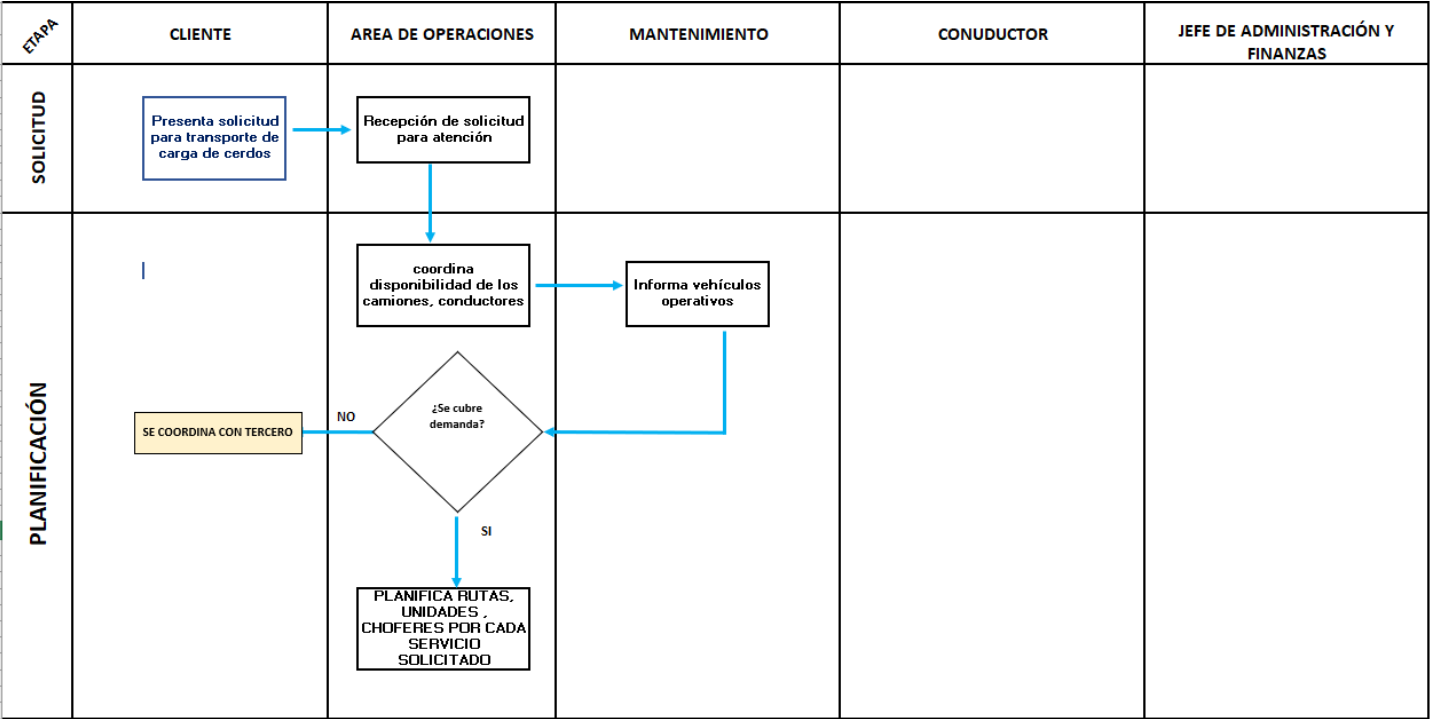 ETAPA
CLIENTE
AREA DE OPERACIONES
MANTENIMIENTO
CONUDUCTOR
JEFE DE ADMINISTRACIÓN Y
FINANZAS
SOLICITUD
Presenta solicitud
para transporte de
carga de cerdos
Recepción de solicitud
para atención
PLANIFICACIÓN
coordina
disponibilidad de los
camiones, conductores
Informa vehículos
operativos
¿Se cubre
demanda?
NO
SE COORDINA CON TERCERO
SI
PLANIFICA RUTAS,
UNIDADES ,
CHOFERES POR CADA
SERVICIO
SOLICITADO